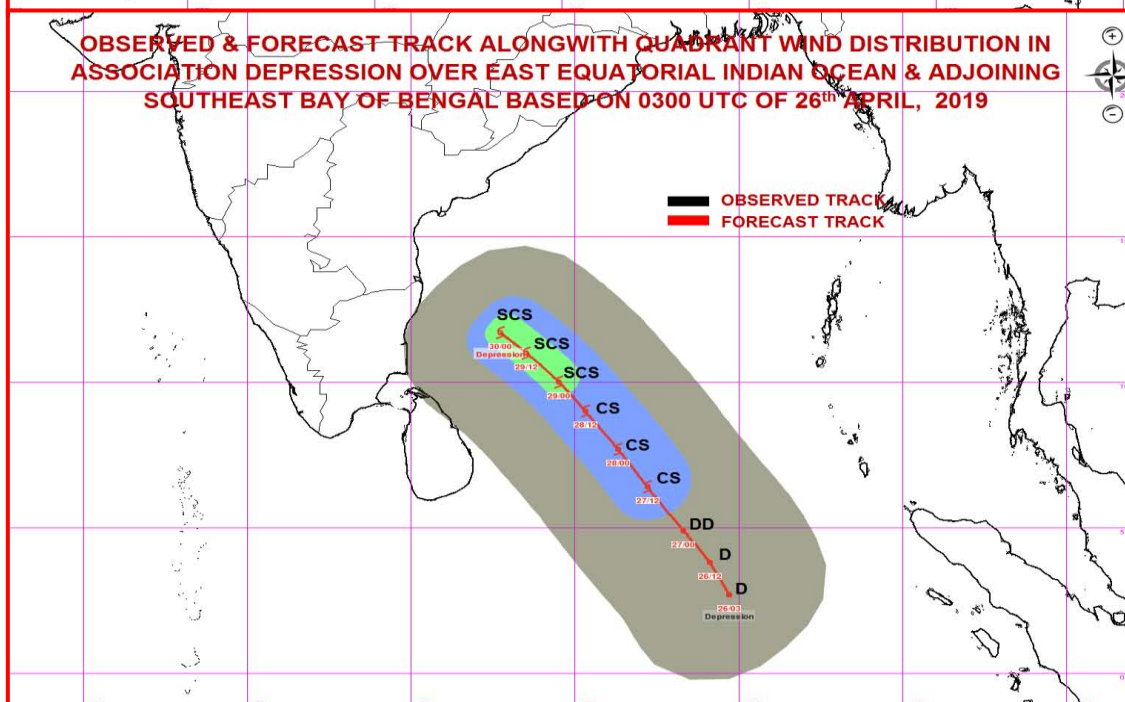 OBSERVED & FORECAST TRACK ALONGWITH QUADRANT WIND DISTRIBUTION IN
ASSOCIATION DEPRESSION OVER EAST EQUATORIAL INDIAN OCEAN & ADJOINING
SOUTHEAST BAY OF BENGAL BASED ON 0300 UTC OF 26th APRIL, 2019
OBSERVED TRACK
FORECAST TRACK
SCS
30/00
Depression
SCS
29/12
SCS
29/00
CS
28/12
CS
28/00
CS
27/12
DD
27/00
D
26/12
D
26/03
Depression
5
0